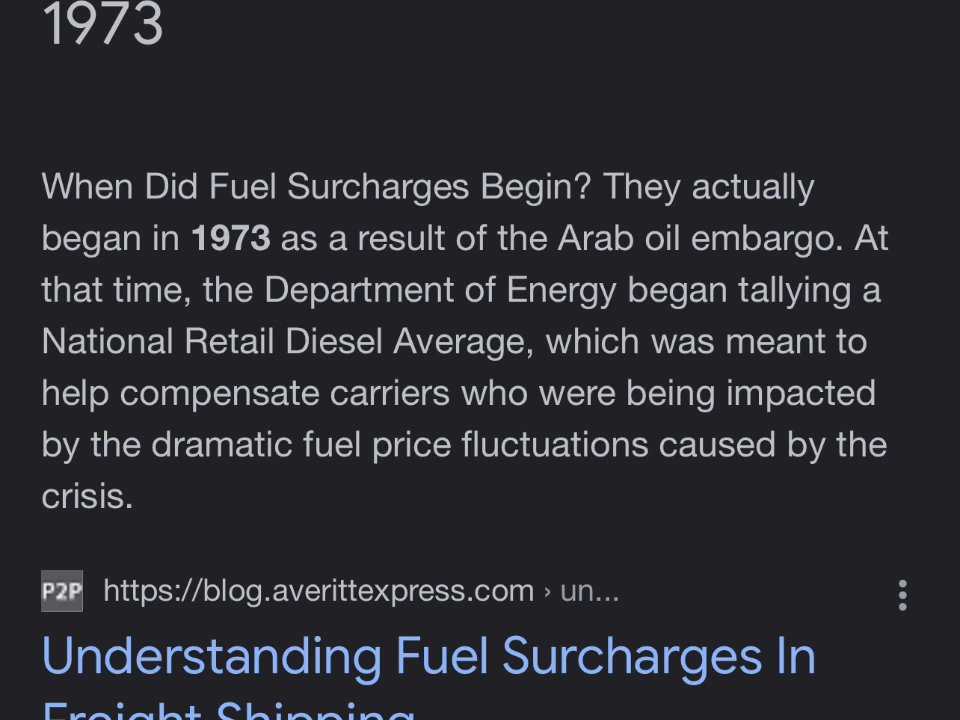 1973
When Did Fuel Surcharges Begin? They actually
began in 1973 as a result of the Arab oil embargo. At
that time, the Department of Energy began tallying a
National Retail Diesel Average, which was meant to
help compensate carriers who were being impacted
by the dramatic fuel price fluctuations caused by the
crisis.
P2P https://blog.averittexpress.com › un...
Understanding Fuel Surcharges In
Freight Shipping